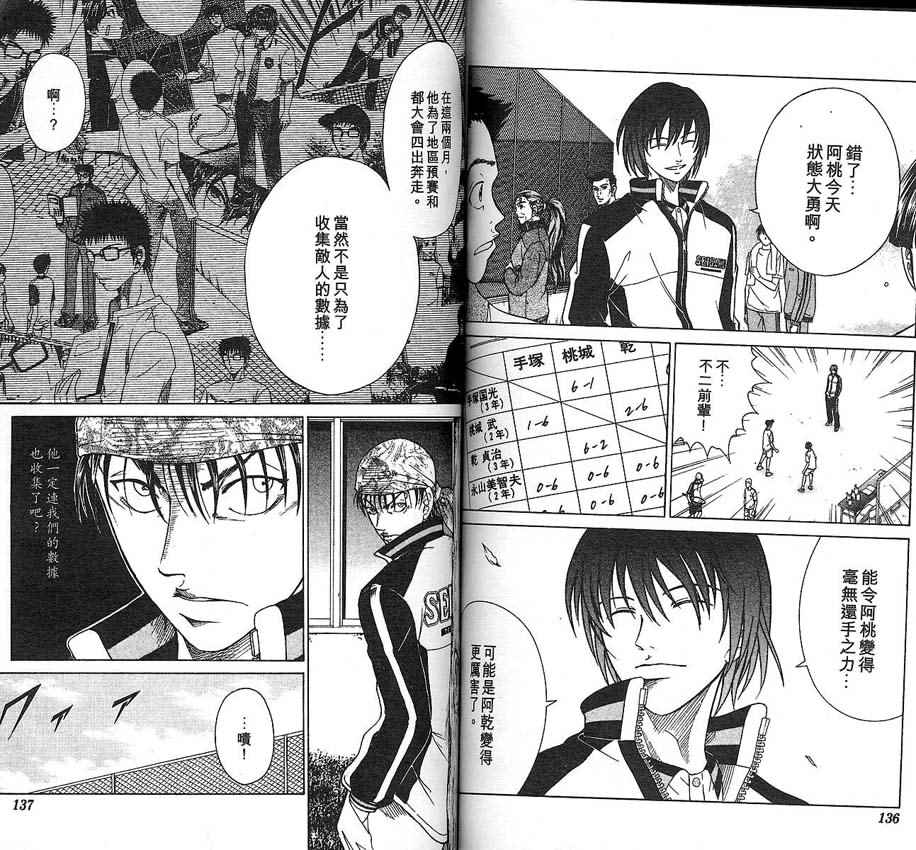 錯了…
阿桃今天
狀態大勇啊。
SEIGAKU
不…
不二前輩！
手塚 桃城 乾
手塚国光
（3年）
6-1
桃城 武
（2年）
1-6
2-6
乾 貞治
（3年）
6-2
永山美智夫
（2年）
0-6
0-6
0-6
0-6
能令阿桃變得
毫無還手之力…
可能是阿乾變得
更厲害了。
136
在這兩個月，
他為了地區預賽和
都大會四出奔走。
啊…？
當然不是只為了
收集敵人的數據……
SEI
他一定連我們的數據
也收集了吧？
…嘖！
137